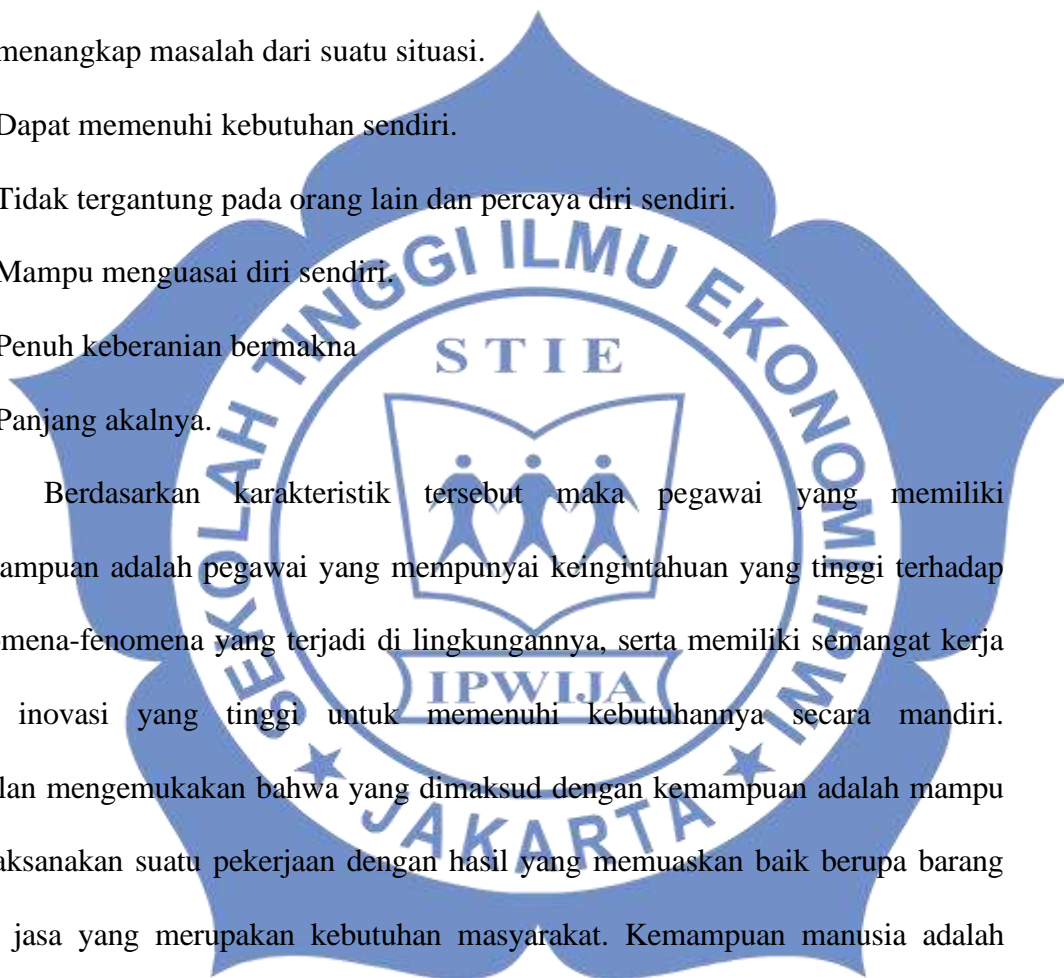 menangkap masalah dari suatu situasi.
Dapat memenuhi kebutuhan sendiri.
Tidak tergantung pada orang lain dan percaya diri sendiri.
Mampu menguasai diri sendiri.
Penuh keberanian bermakna
Panjang akalnya.
Berdasarkan karakteristik tersebut maka pegawai yang memiliki
ampuan adalah pegawai yang mempunyai keingintahuan yang tinggi terhadap
omena-fenomena yang terjadi di lingkungannya, serta memiliki semangat kerja
inovasi yang tinggi untuk memenuhi kebutuhannya secara mandiri.
lan mengemukakan bahwa yang dimaksud dengan kemampuan adalah mampu
aksanakan suatu pekerjaan dengan hasil yang memuaskan baik berupa barang
jasa yang merupakan kebutuhan masyarakat. Kemampuan manusia adalah
SEKOLAH TINGGI ILMU EKONOMI IPWI
STIE
IPWIJA
JAKARTA